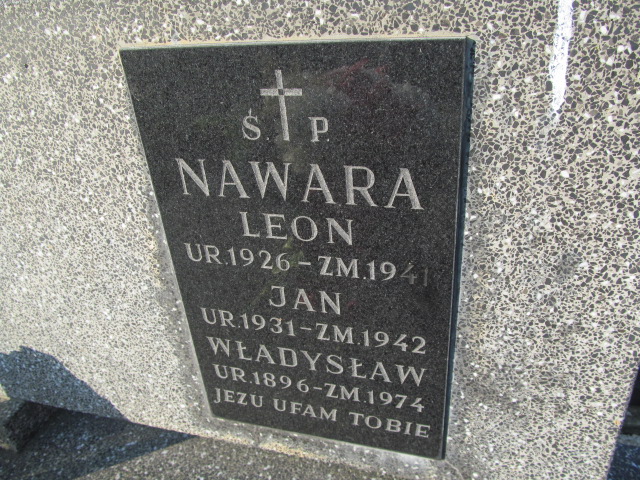 Ś. P.
NAWARA
LEON
UR.1926-ZM.1941
JAN
UR.1931-ZM.1942
WŁADYSŁAW
UR.1896-ZM.1974
JEZU UFAM TOBIE